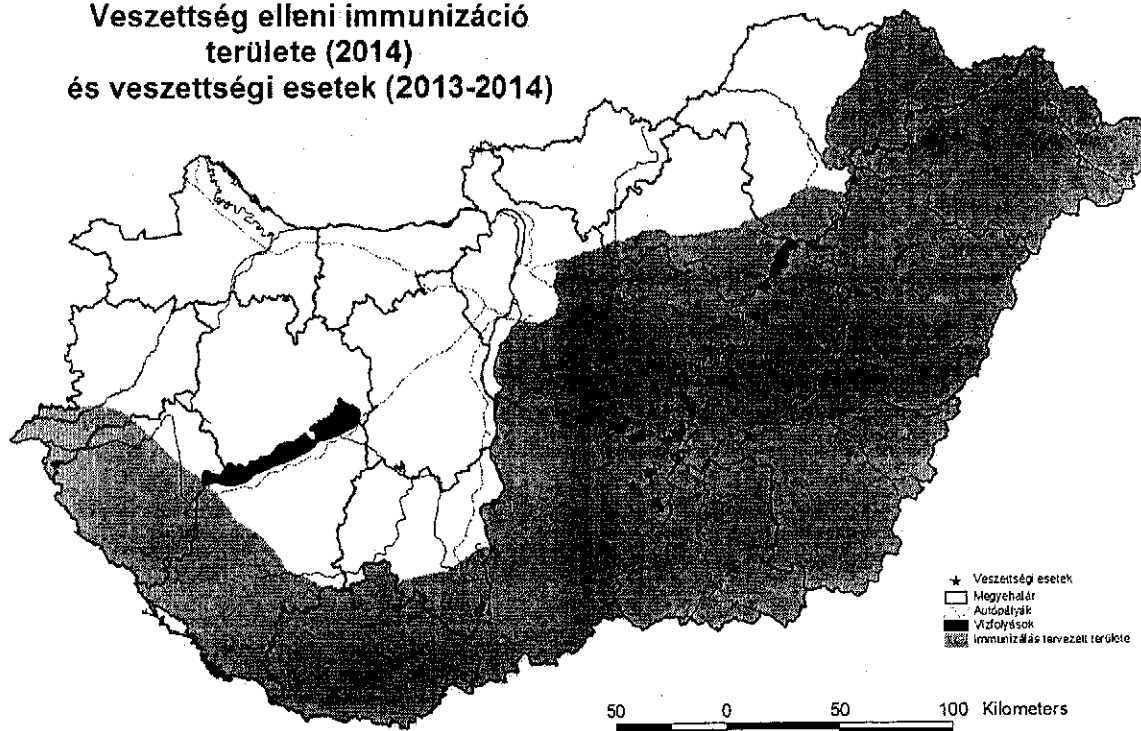 Veszettség elleni immunizáció
területe (2014)
és veszettségi esetek (2013-2014)
Veszettségi esetek
Megyehatár
Autópályák
Vízfolyások
Immunizálás tervezett területe
50 0 50 100 Kilometers